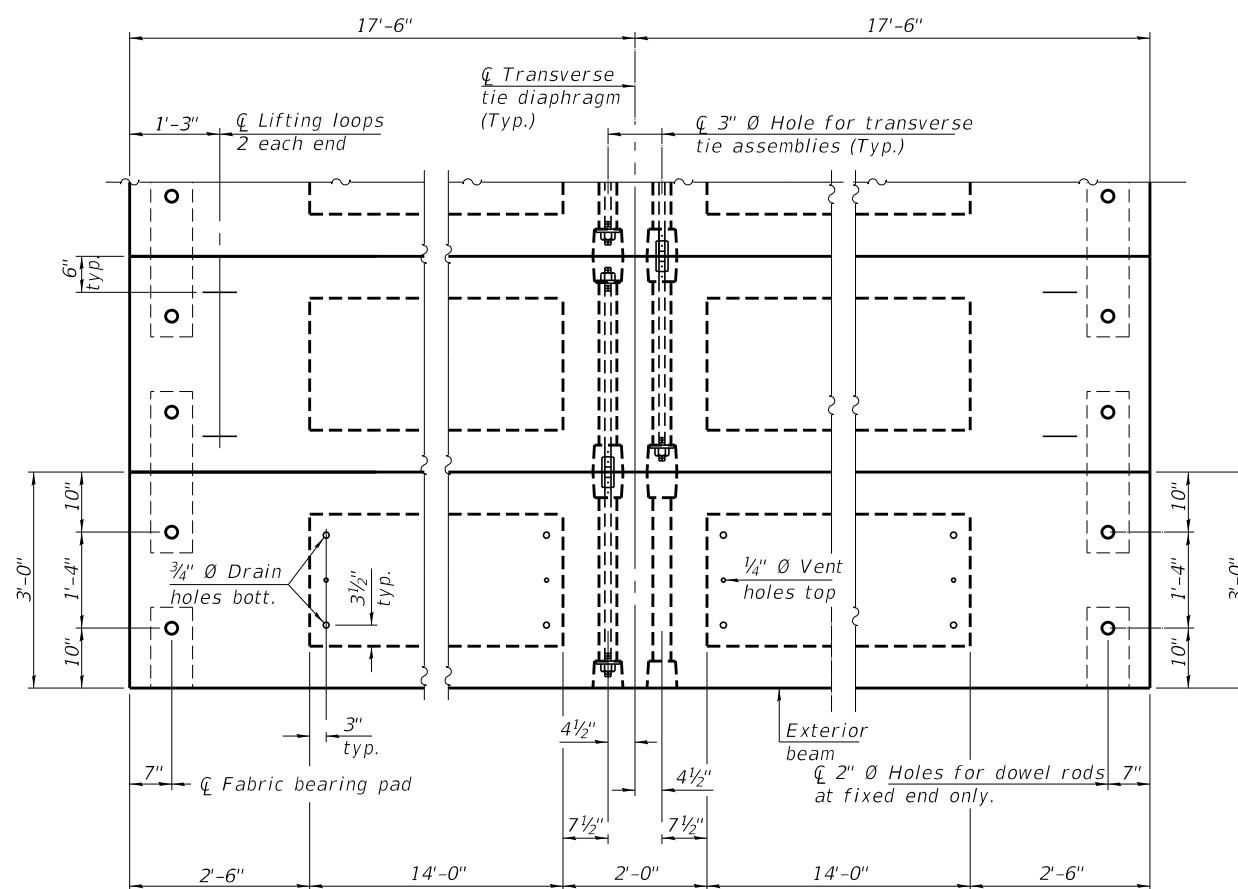 17'-6"
17'-6"
℄ Transverse
tie diaphragm
(Typ.)
1'-3"
℄ Lifting loops
2 each end
℄ 3" Ø Hole for transverse
tie assemblies (Typ.)
6"
typ.
10"
1'-4"
10"
3'-0"
¾" Ø Drain
holes bott.
3½"
typ.
¼" Ø Vent
holes top
10"
1'-4"
10"
3'-0"
3"
typ.
4½"
Exterior
beam
7"
℄ Fabric bearing pad
4½"
℄ 2" Ø Holes for dowel rods
at fixed end only.
7"
7½"
7½"
2'-6"
14'-0"
2'-0"
14'-0"
2'-6"